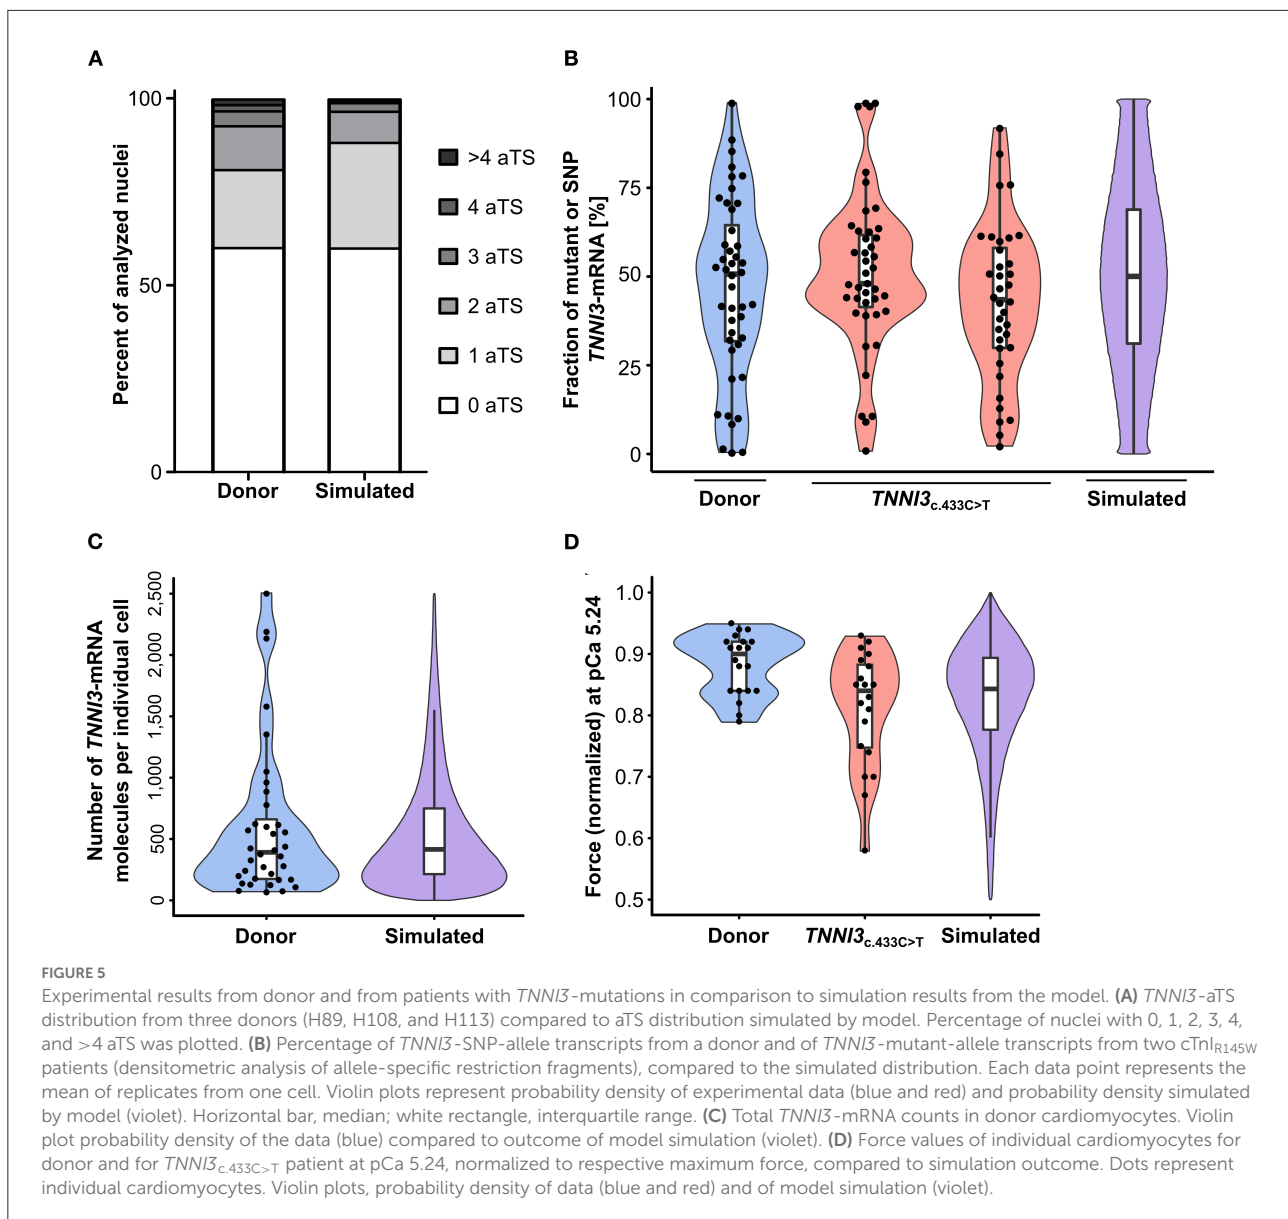 A
Percent of analyzed nuclei
100
50
0
Donor
Simulated
>4 aTS
4 aTS
3 aTS
2 aTS
1 aTS
0 aTS
B
Fraction of mutant or SNP
TNNI3-mRNA [%]
100
75
50
25
0
Donor
TNNI3c.433C>T
Simulated
C
Number of TNNI3-mRNA
molecules per individual cell
2,500
2,000
1,500
1,000
500
0
Donor
Simulated
D
Force (normalized) at pCa 5.24
1.0
0.9
0.8
0.7
0.6
0.5
Donor
TNNI3c.433C>T
Simulated
FIGURE 5
Experimental results from donor and from patients with TNNI3-mutations in comparison to simulation results from the model. (A) TNNI3-aTS
distribution from three donors (H89, H108, and H113) compared to aTS distribution simulated by model. Percentage of nuclei with 0, 1, 2, 3, 4,
and >4 aTS was plotted. (B) Percentage of TNNI3-SNP-allele transcripts from a donor and of TNNI3-mutant-allele transcripts from two cTnIR145W
patients (densitometric analysis of allele-specific restriction fragments), compared to the simulated distribution. Each data point represents the
mean of replicates from one cell. Violin plots represent probability density of experimental data (blue and red) and probability density simulated
by model (violet). Horizontal bar, median; white rectangle, interquartile range. (C) Total TNNI3-mRNA counts in donor cardiomyocytes. Violin
plot probability density of the data (blue) compared to outcome of model simulation (violet). (D) Force values of individual cardiomyocytes for
donor and for TNNI3c.433C>T patient at pCa 5.24, normalized to respective maximum force, compared to simulation outcome. Dots represent
individual cardiomyocytes. Violin plots, probability density of data (blue and red) and of model simulation (violet).